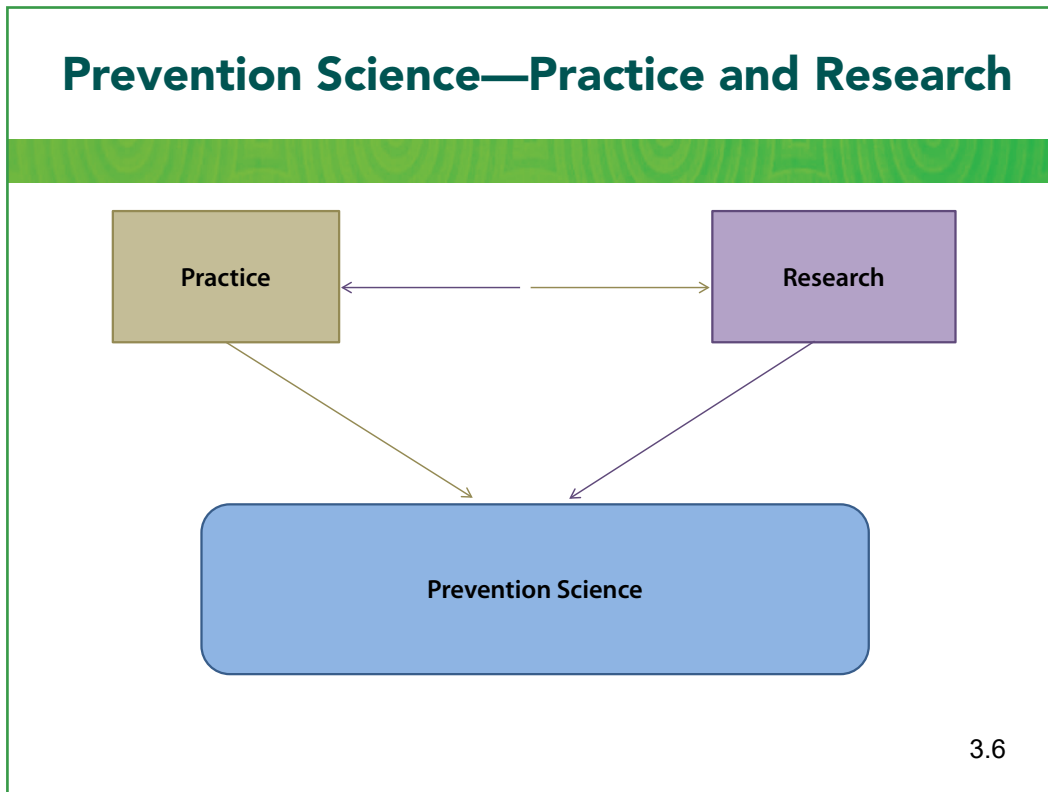 Prevention Science—Practice and Research
Practice
Research
Prevention Science
3.6